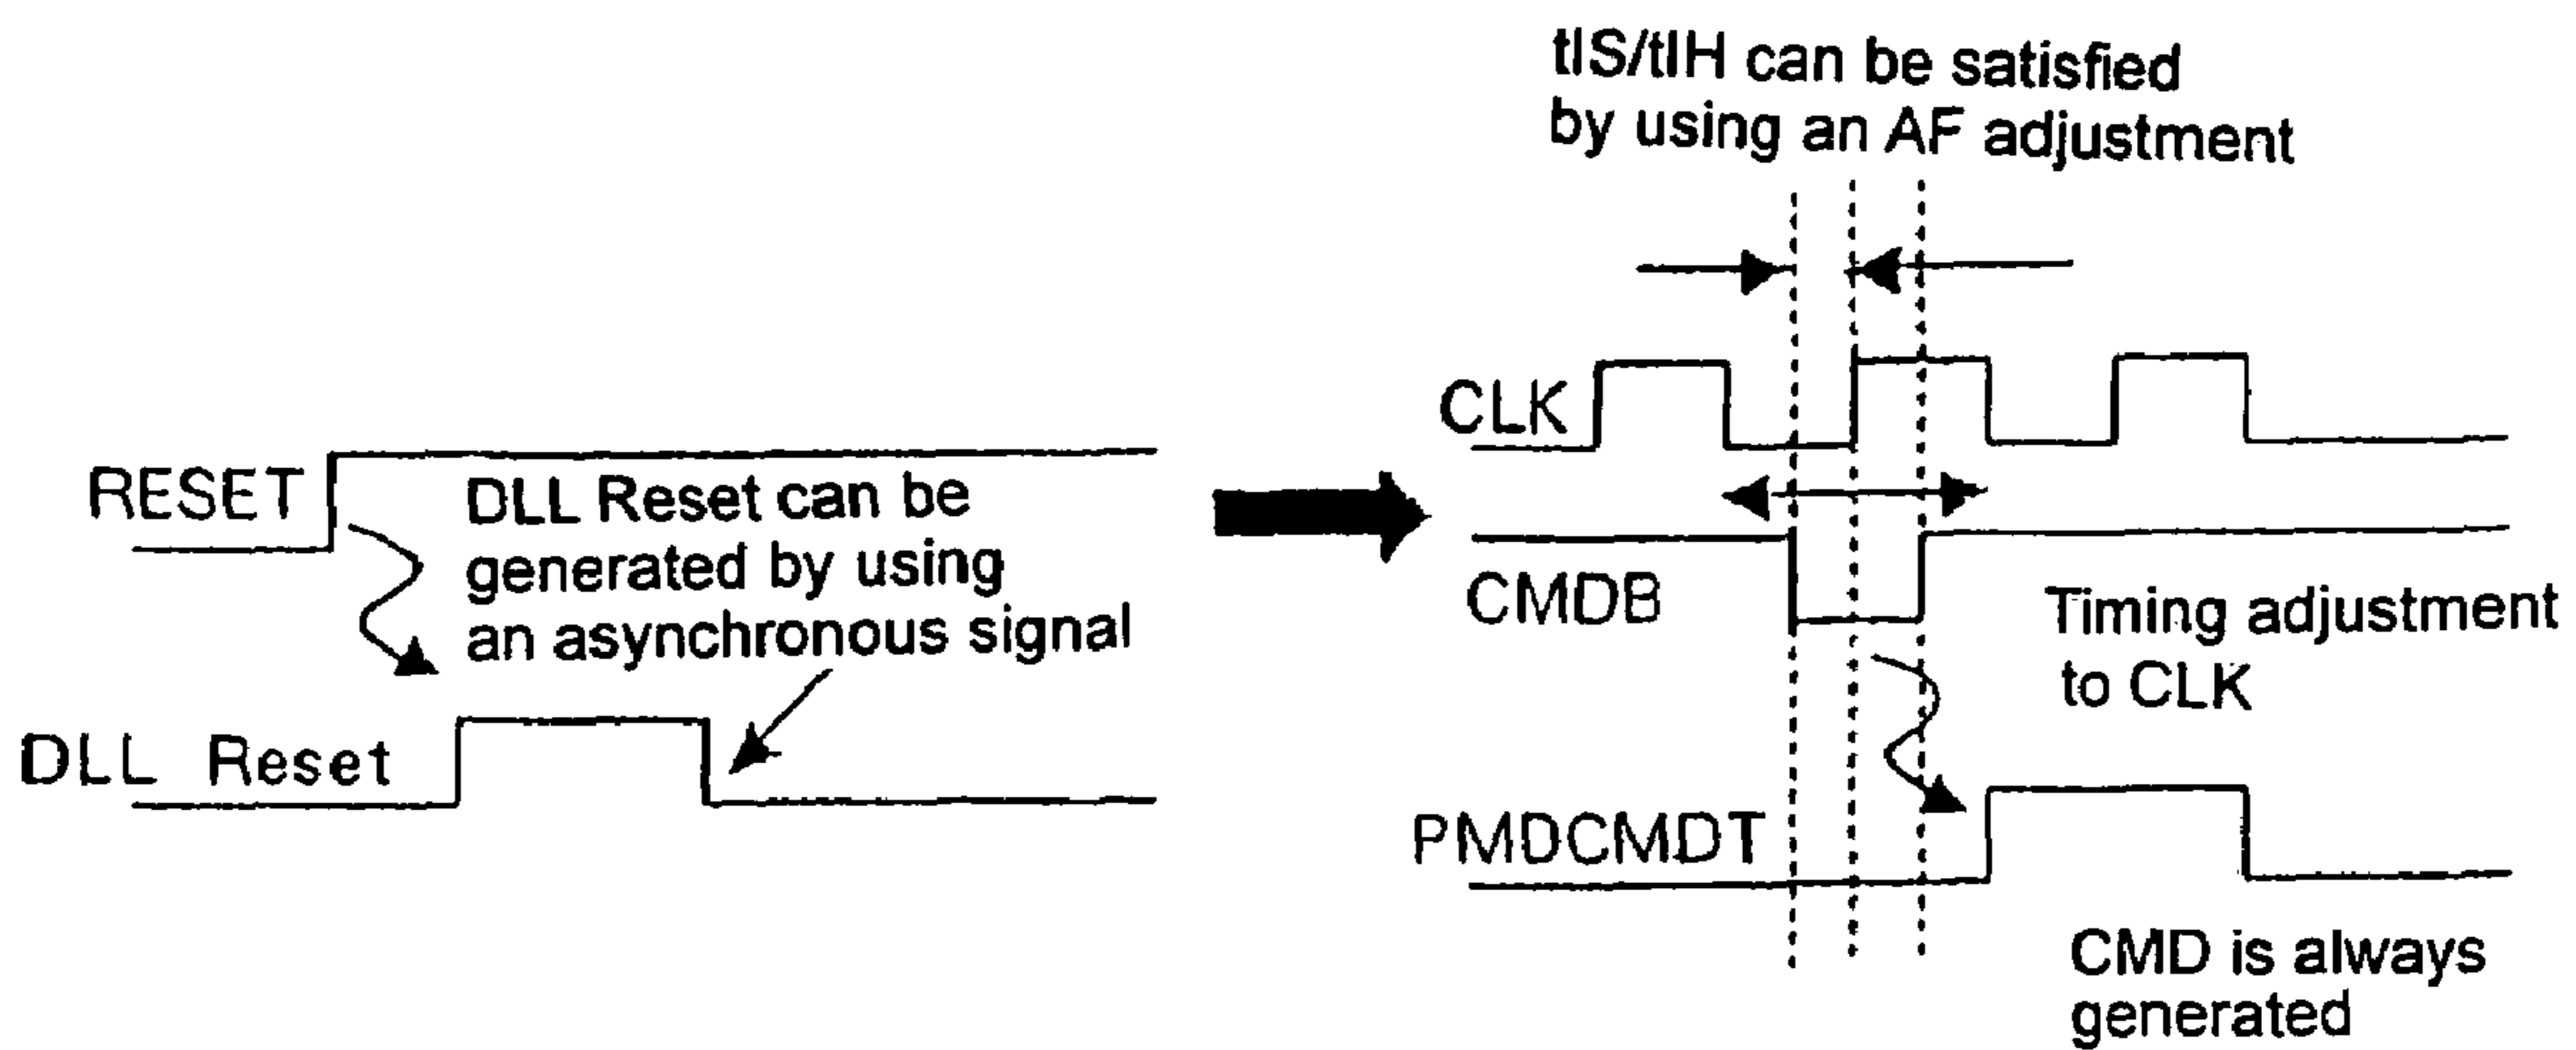 tIS/tIH can be satisfied
by using an AF adjustment
CLK
RESET
DLL Reset can be
generated by using
an asynchronous signal
CMDB
Timing adjustment
to CLK
DLL Reset
PMDCMDT
CMD is always
generated